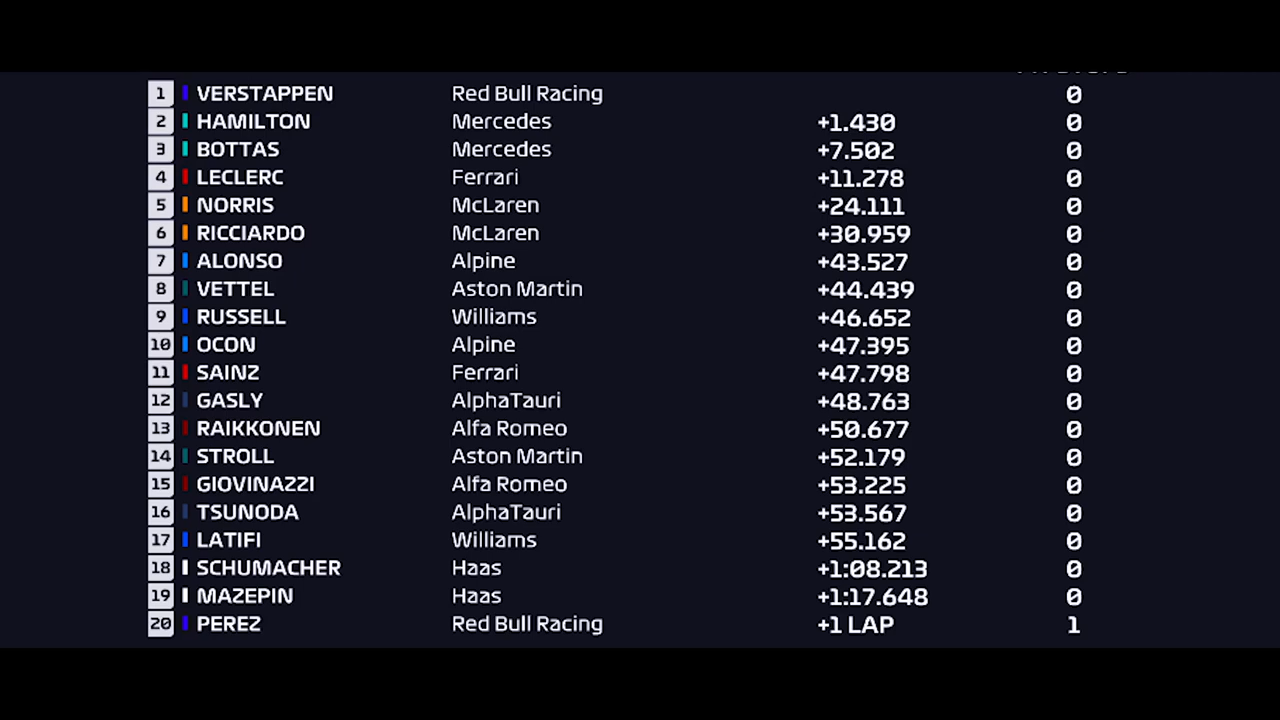 1 VERSTAPPEN Red Bull Racing 0
2 HAMILTON Mercedes +1.430 0
3 BOTTAS Mercedes +7.502 0
4 LECLERC Ferrari +11.278 0
5 NORRIS McLaren +24.111 0
6 RICCIARDO McLaren +30.959 0
7 ALONSO Alpine +43.527 0
8 VETTEL Aston Martin +44.439 0
9 RUSSELL Williams +46.652 0
10 OCON Alpine +47.395 0
11 SAINZ Ferrari +47.798 0
12 GASLY AlphaTauri +48.763 0
13 RAIKKONEN Alfa Romeo +50.677 0
14 STROLL Aston Martin +52.179 0
15 GIOVINAZZI Alfa Romeo +53.225 0
16 TSUNODA AlphaTauri +53.567 0
17 LATIFI Williams +55.162 0
18 SCHUMACHER Haas +1:08.213 0
19 MAZEPIN Haas +1:17.648 0
20 PEREZ Red Bull Racing +1 LAP 1